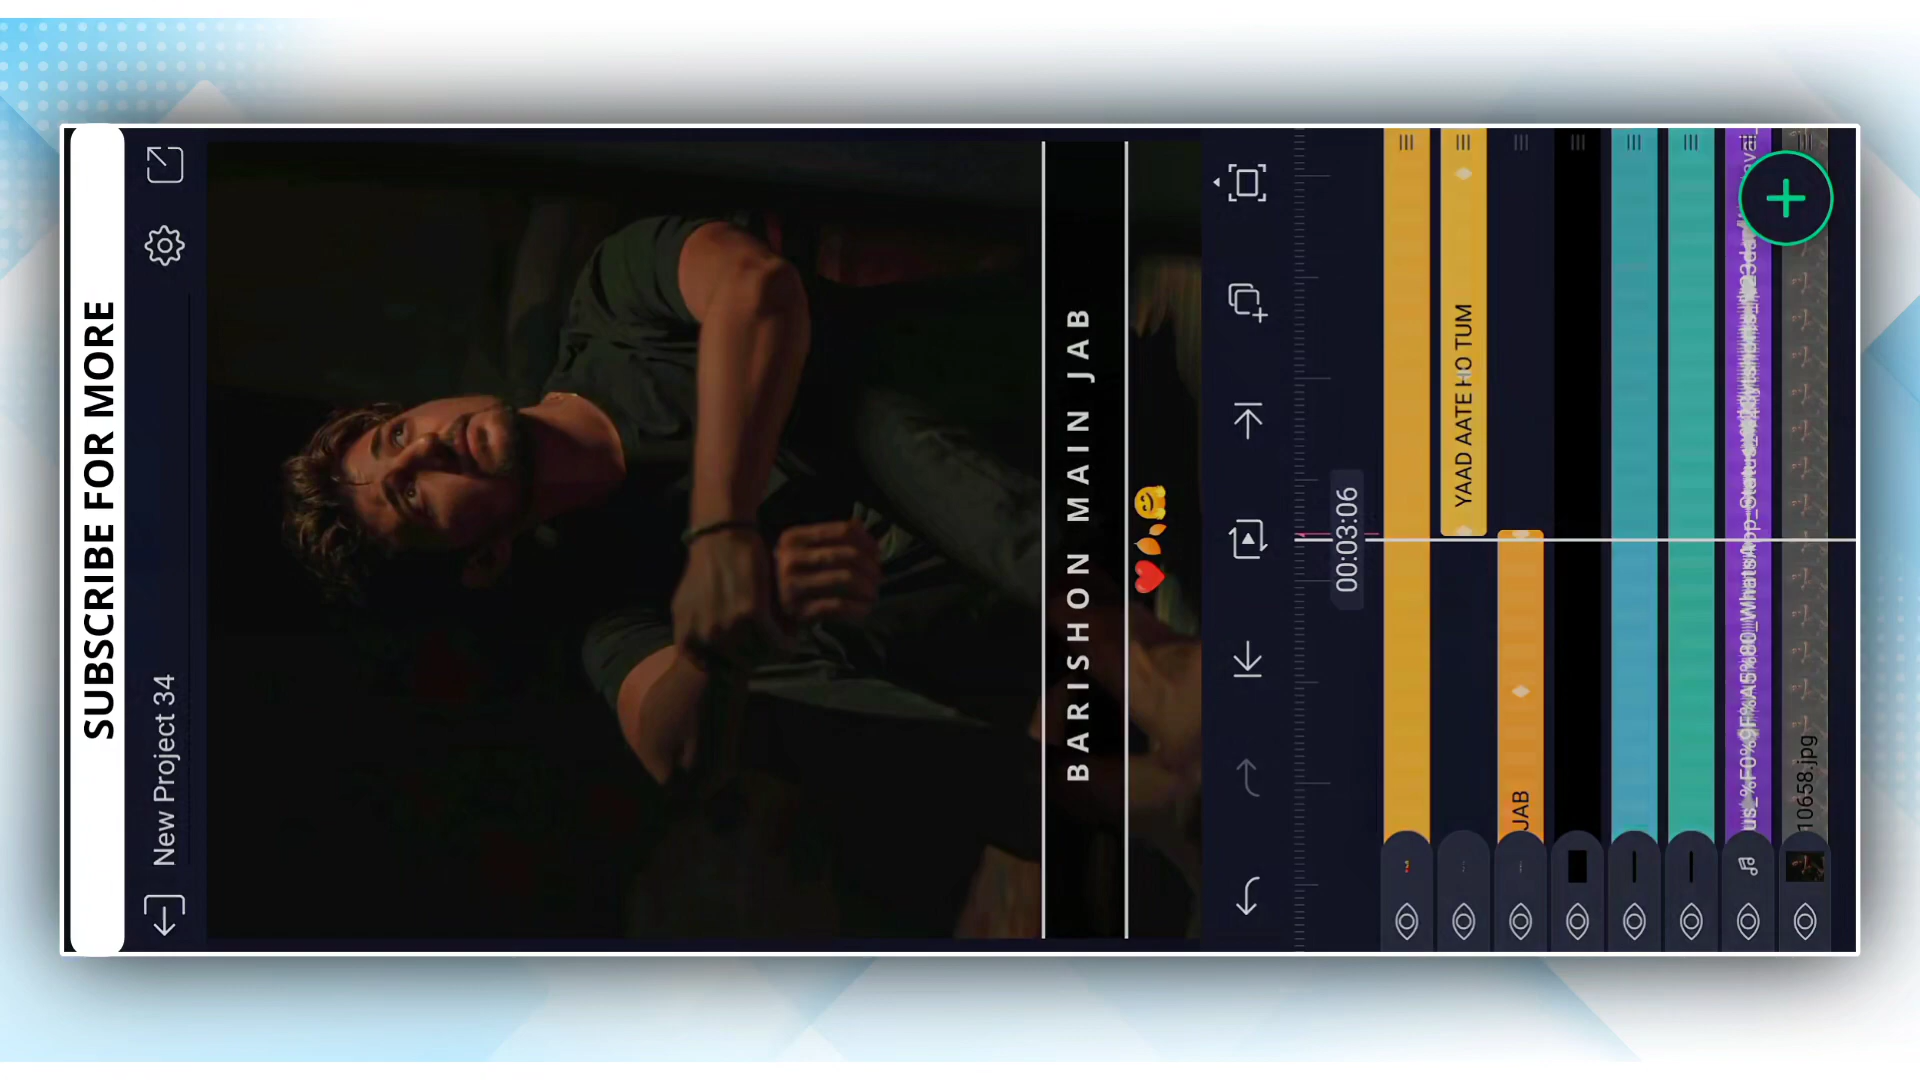 SUBSCRIBE FOR MORE
New Project 34
BARISHON MAIN JAB
00:03:06
YAAD AATE HO TUM
JAB
10658.jpg